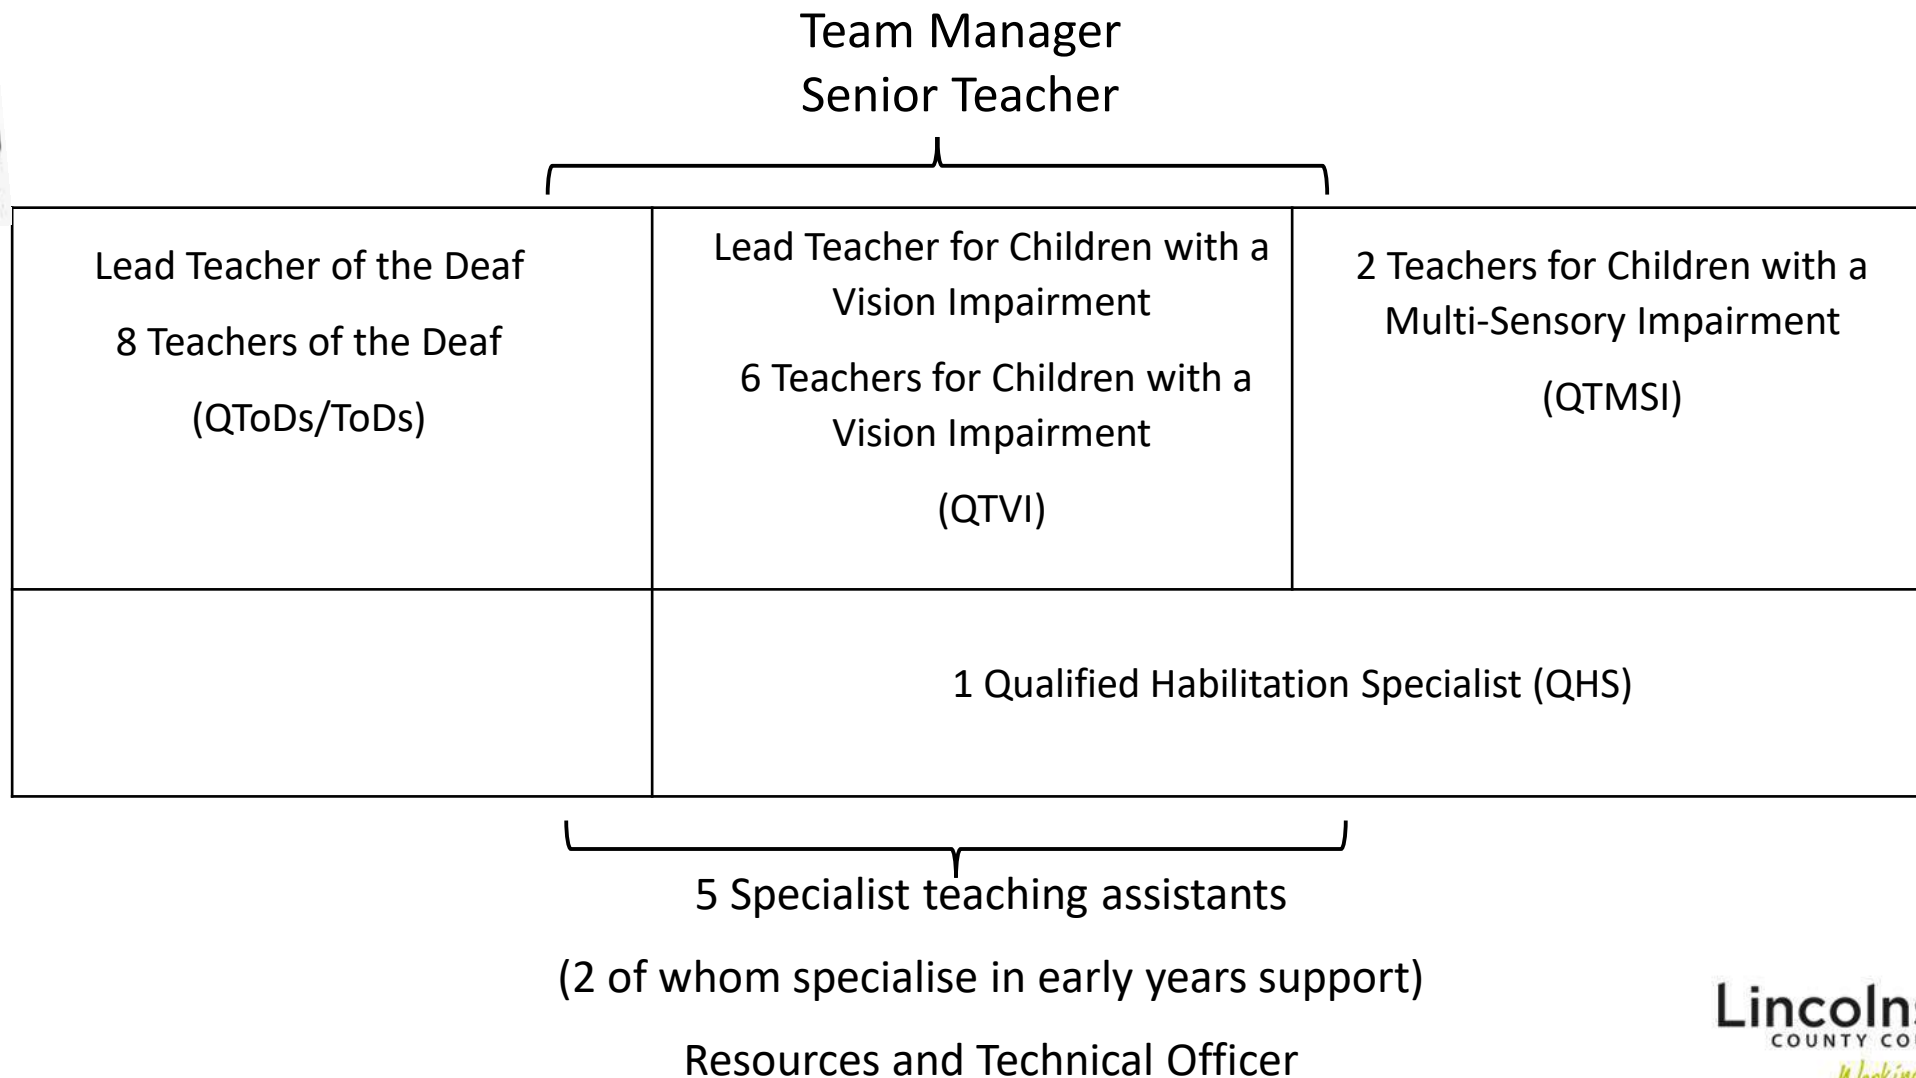 Team Manager
Senior Teacher
Lead Teacher of the Deaf
8 Teachers of the Deaf
(QToDs/ToDs)
Lead Teacher for Children with a
Vision Impairment
6 Teachers for Children with a
Vision Impairment
(QTVI)
2 Teachers for Children with a
Multi-Sensory Impairment
(QTMSI)
1 Qualified Habilitation Specialist (QHS)
5 Specialist teaching assistants
(2 of whom specialise in early years support)
Resources and Technical Officer
COUNTY